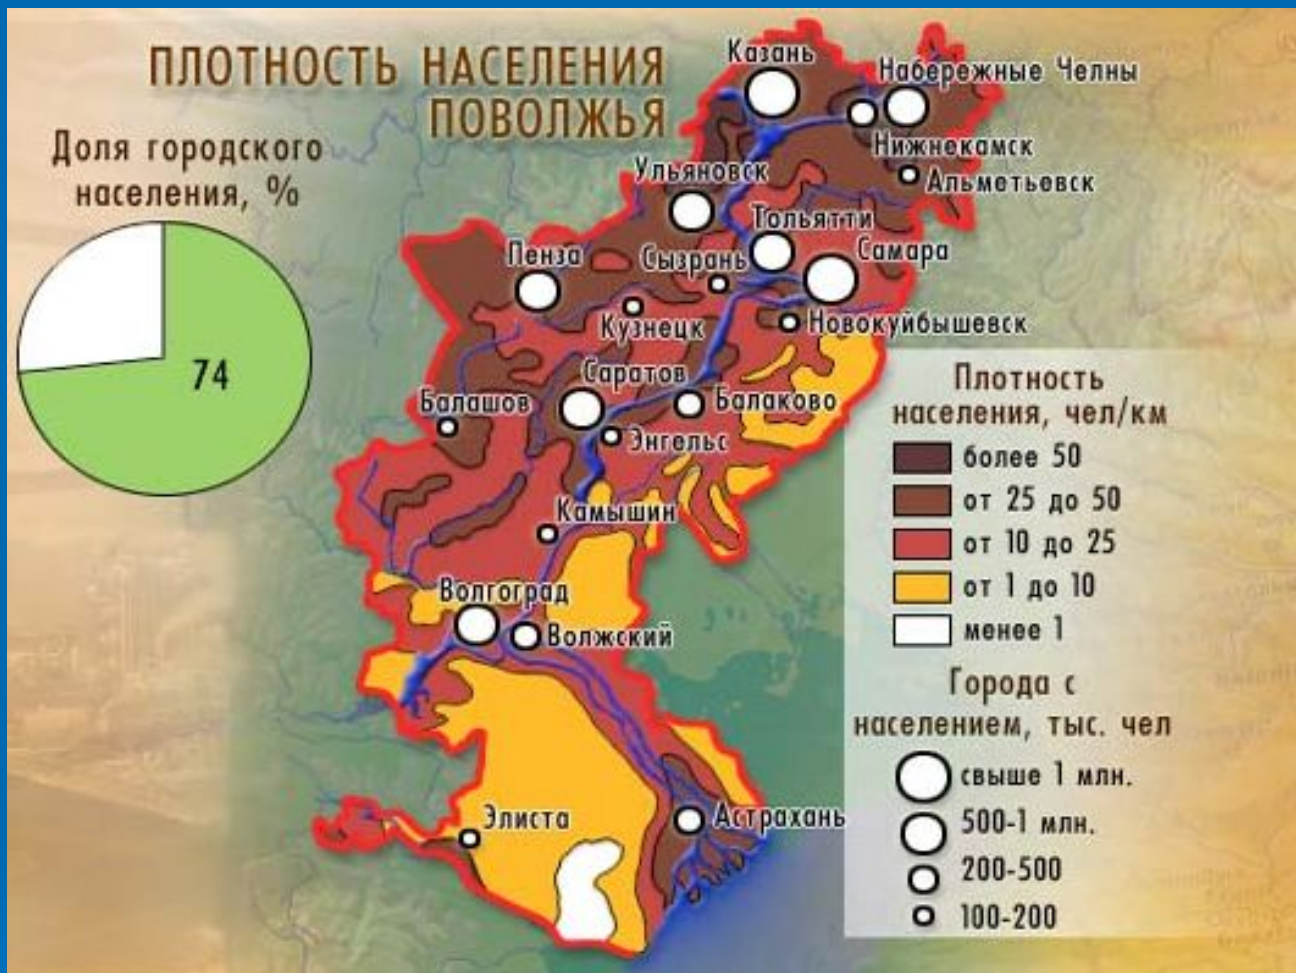 ПЛОТНОСТЬ НАСЕЛЕНИЯ
ПОВОЛЖЬЯ
Доля городского
населения, %
74
Казань
Набережные Челны
Нижнекамск
Альметьевск
Ульяновск
Тольятти
Самара
Пенза
Сызрань
Кузнецк
Новокуйбышевск
Саратов
Балаково
Балашов
Энгельс
Камышин
Волгоград
Волжский
Элиста
Астрахань
Плотность
населения, чел/км
более 50
от 25 до 50
от 10 до 25
от 1 до 10
менее 1
Города с
населением, тыс. чел
свыше 1 млн.
500-1 млн.
200-500
100-200